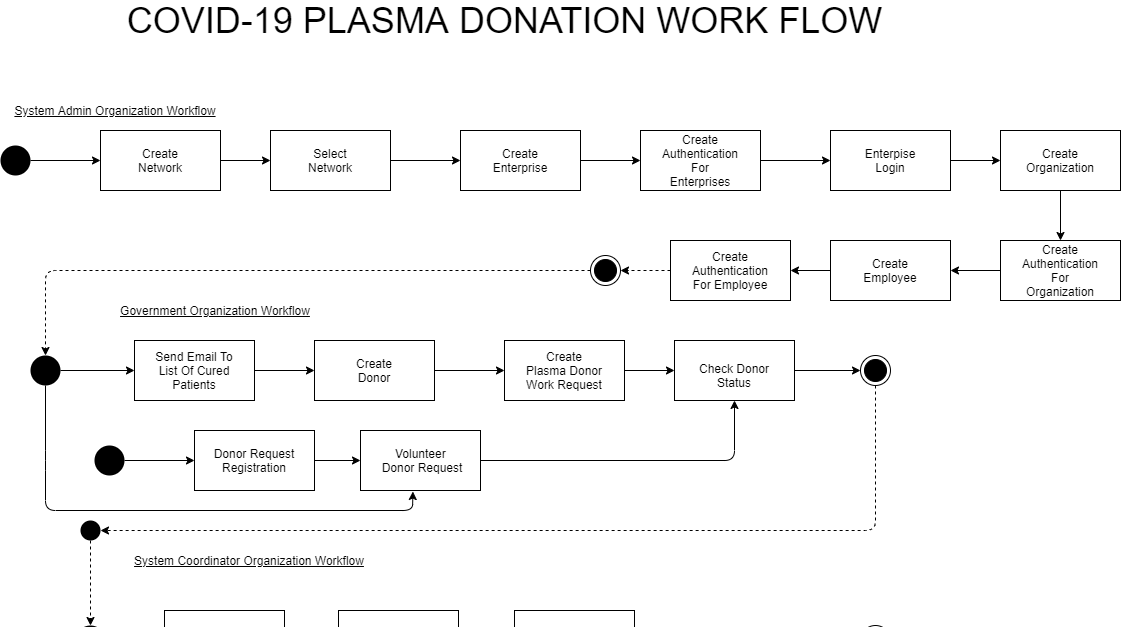 COVID-19 PLASMA DONATION WORK FLOW
System Admin Organization Workflow
Create
Network
Select
Network
Create
Enterprise
Create
Authentication
For
Enterprises
Enterpise
Login
Create
Organization
Create
Authentication
For Employee
Create
Employee
Create
Authentication
For
Organization
Government Organization Workflow
Send Email To
List Of Cured
Patients
Create
Donor
Create
Plasma Donor
Work Request
Check Donor
Status
Donor Request
Registration
Volunteer
Donor Request
System Coordinator Organization Workflow